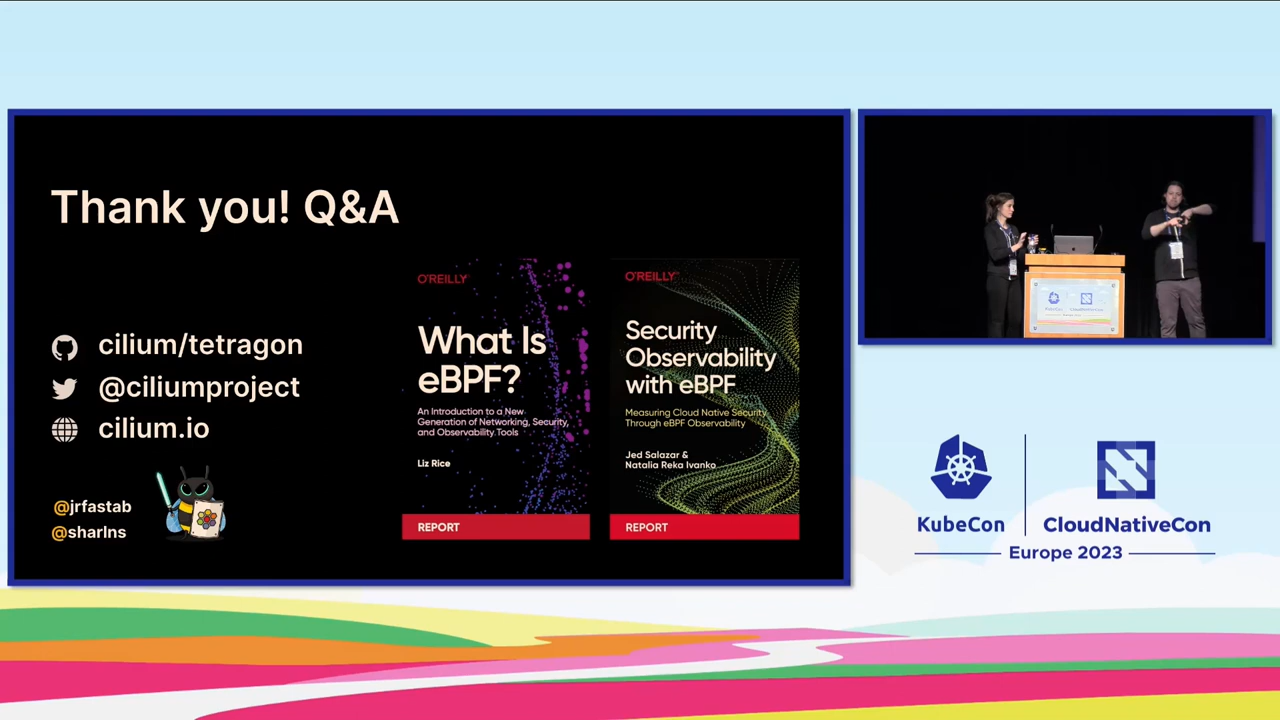 Thank you! Q&A
cilium/tetragon
@ciliumproject
cilium.io
@jrfastab
@sharlns
O'REILLY
What Is
eBPF?
An Introduction to a New
Generation of Networking, Security,
and Observability Tools
Liz Rice
REPORT
O'REILLY
Security
Observability
with eBPF
Measuring Cloud Native Security
Through eBPF Observability
Jed Salazar &
Natalia Reka Ivanko
REPORT
KubeCon
CloudNativeCon
Europe 2023